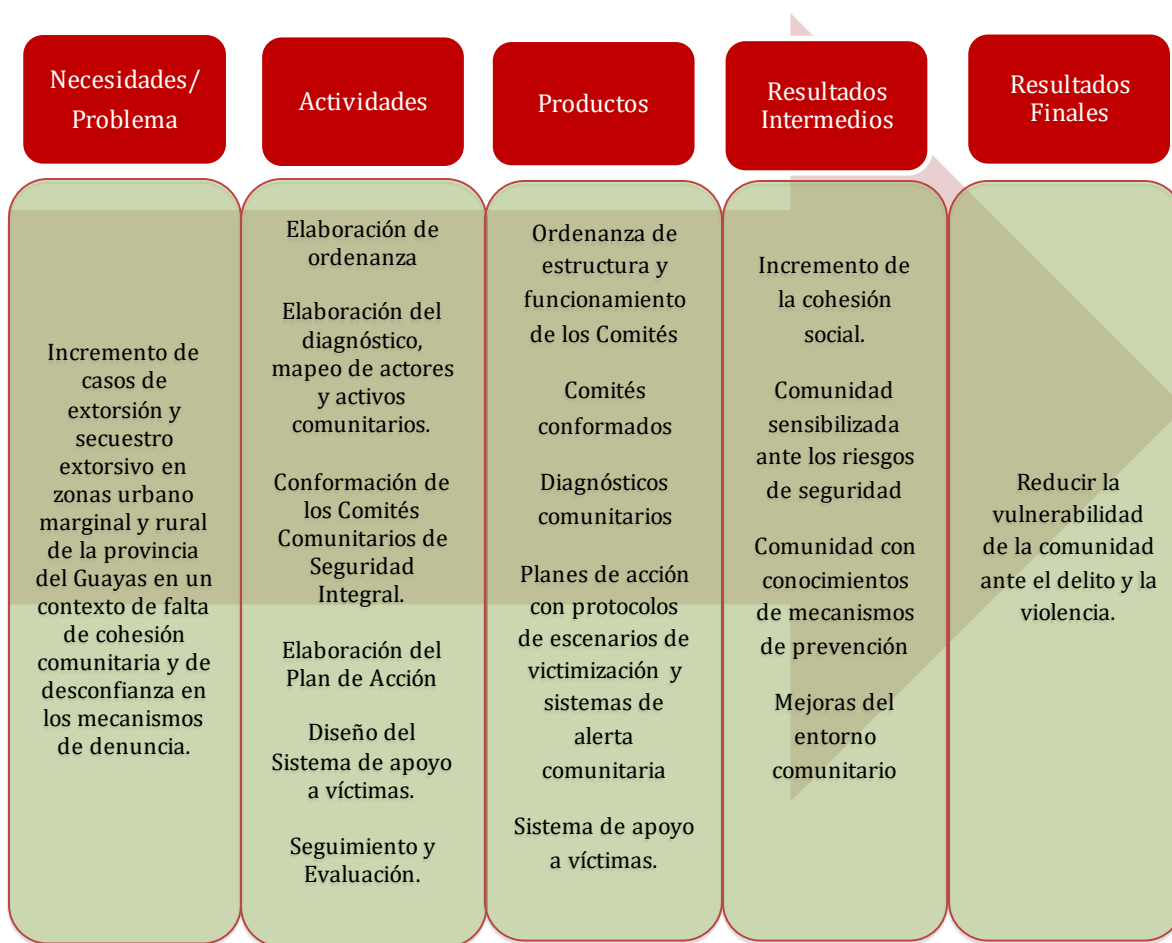 Necesidades/
Problema
Actividades
Productos
Resultados
Intermedios
Resultados
Finales
Incremento de
casos de
extorsión y
secuestro
extorsivo en
zonas urbano
marginal y rural
de la provincia
del Guayas en un
contexto de falta
de cohesión
comunitaria y de
desconfianza en
los mecanismos
de denuncia.
Elaboración de
ordenanza
Elaboración del
diagnóstico,
mapeo de actores
y activos
comunitarios.
Conformación de
los Comités
Comunitarios de
Seguridad
Integral.
Elaboración del
Plan de Acción
Diseño del
Sistema de apoyo
a víctimas.
Seguimiento y
Evaluación.
Ordenanza de
estructura y
funcionamiento
de los Comités
Comités
conformados
Diagnósticos
comunitarios
Planes de acción
con protocolos
de escenarios de
victimización y
sistemas de
alerta
comunitaria
Sistema de apoyo
a víctimas.
Incremento de
la cohesión
social.
Comunidad
sensibilizada
ante los riesgos
de seguridad
Comunidad con
conocimientos
de mecanismos
de prevención
Mejoras del
entorno
comunitario
Reducir la
vulnerabilidad
de la comunidad
ante el delito y la
violencia.